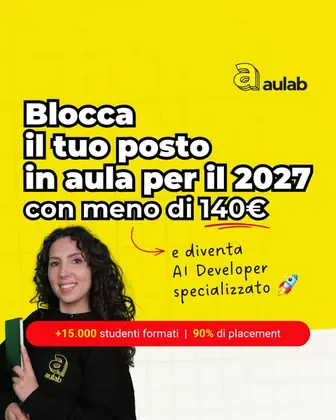 aulab
Blocca
il tuo posto
in aula per il 2027
con meno di 140€
e diventa
AI Developer
specializzato
+15.000 studenti formati | 90% di placement
aulab